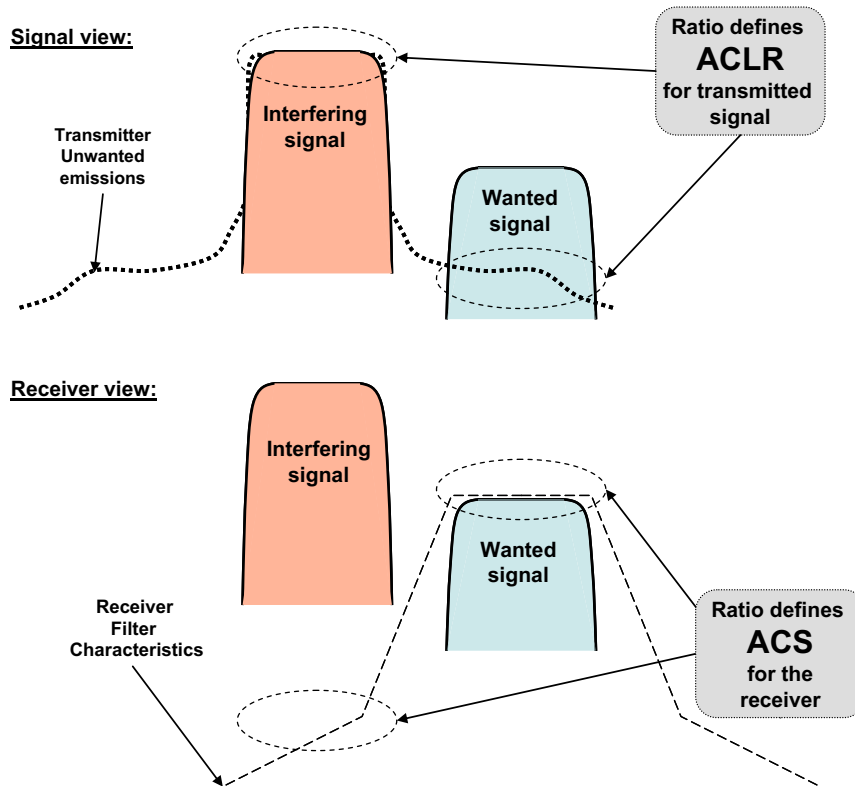 Signal view:
Ratio defines
ACLR
for transmitted
signal
Interfering
signal
Transmitter
Unwanted
emissions
Wanted
signal
Receiver view:
Interfering
signal
Wanted
signal
Receiver
Filter
Characteristics
Ratio defines
ACS
for the
receiver